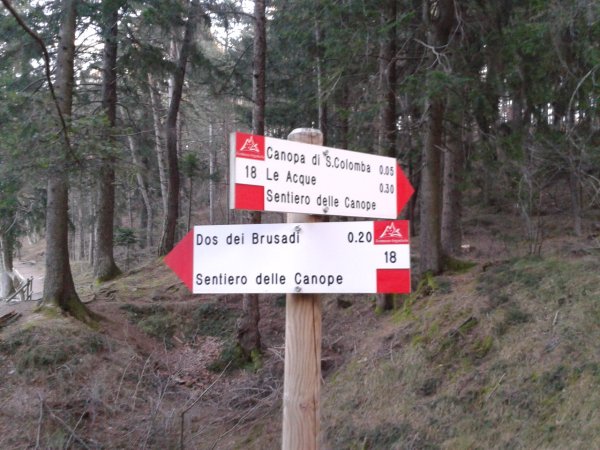 Canopa di S.Colomba 0.05
18 Le Acque 0.30
Sentiero delle Canope
Dos dei Brusadi 0.20
18
Sentiero delle Canope